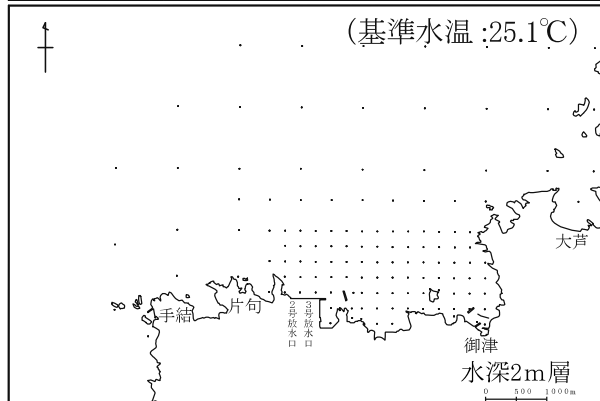 (基準水温:25.1℃)
大芦
手結
片句
2号放水口
3号放水口
御津
水深2m層
0 500 1000m